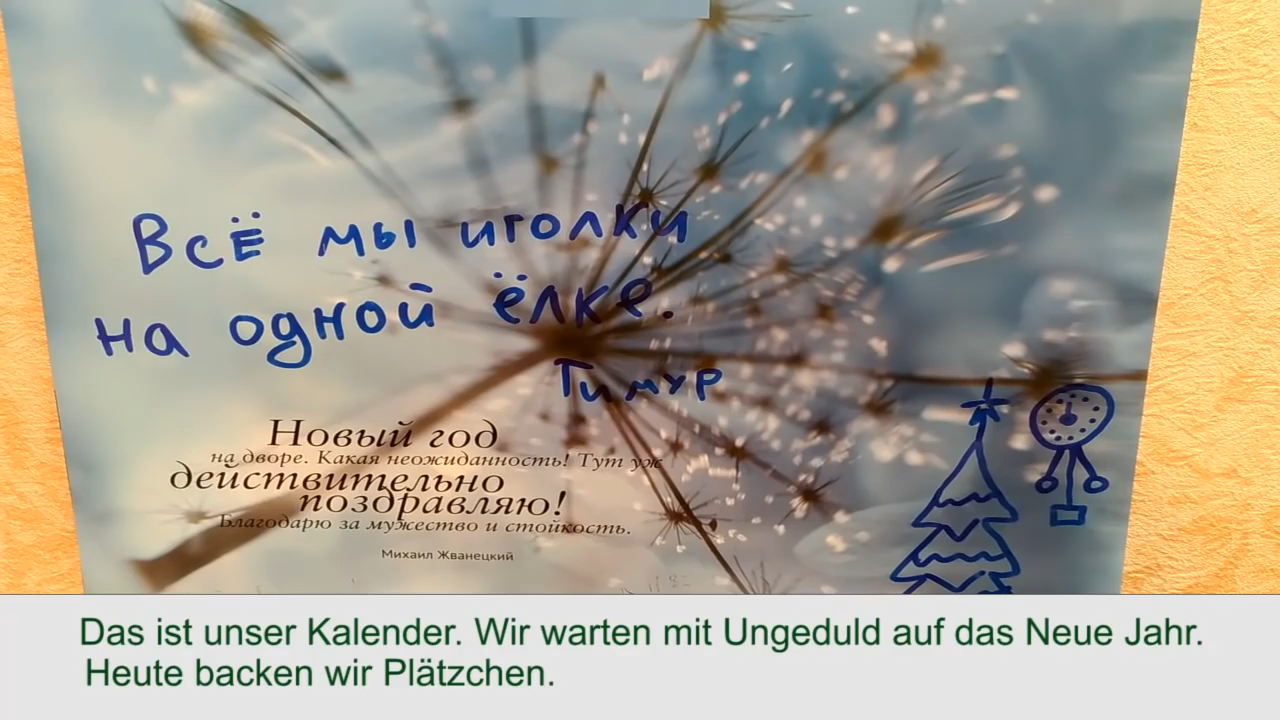 Всё мы иголки
на одной ёлке.
Тимур
Новый год
на дворе. Какая неожиданность! Тут уж
действительно
поздравляю!
Благодарю за мужество и стойкость.
Михаил Жванецкий
Das ist unser Kalender. Wir warten mit Ungeduld auf das Neue Jahr.
Heute backen wir Plätzchen.